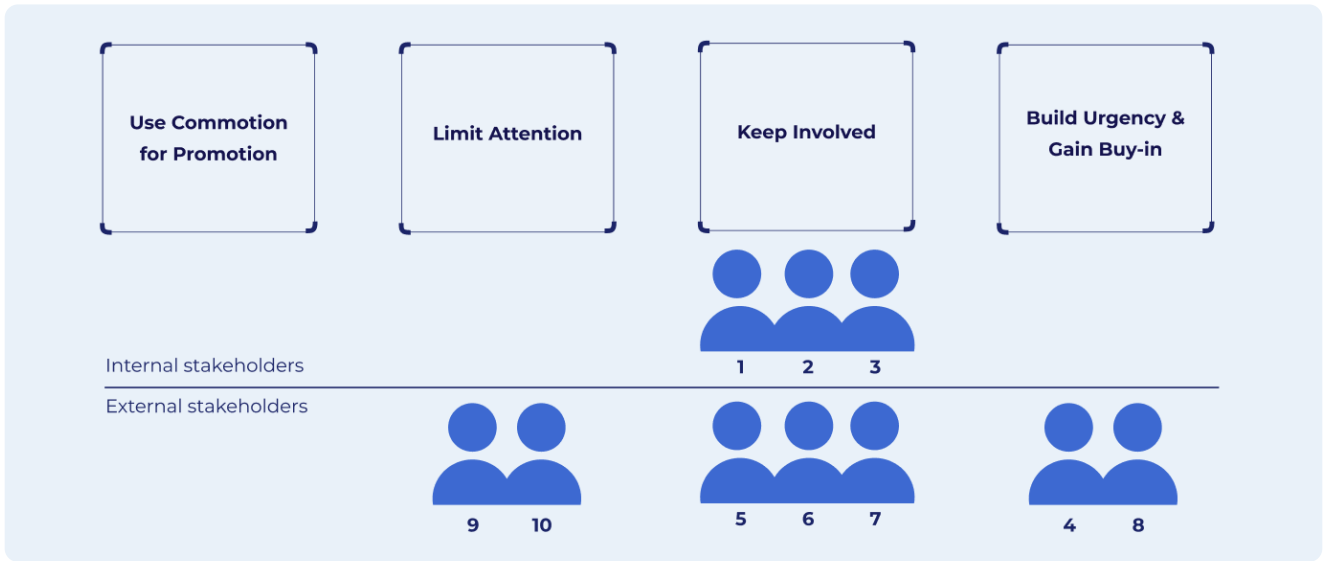 Use Commotion
for Promotion
Limit Attention
Keep Involved
Build Urgency &
Gain Buy-in
1 2 3
Internal stakeholders
External stakeholders
9 10
5 6 7
4 8